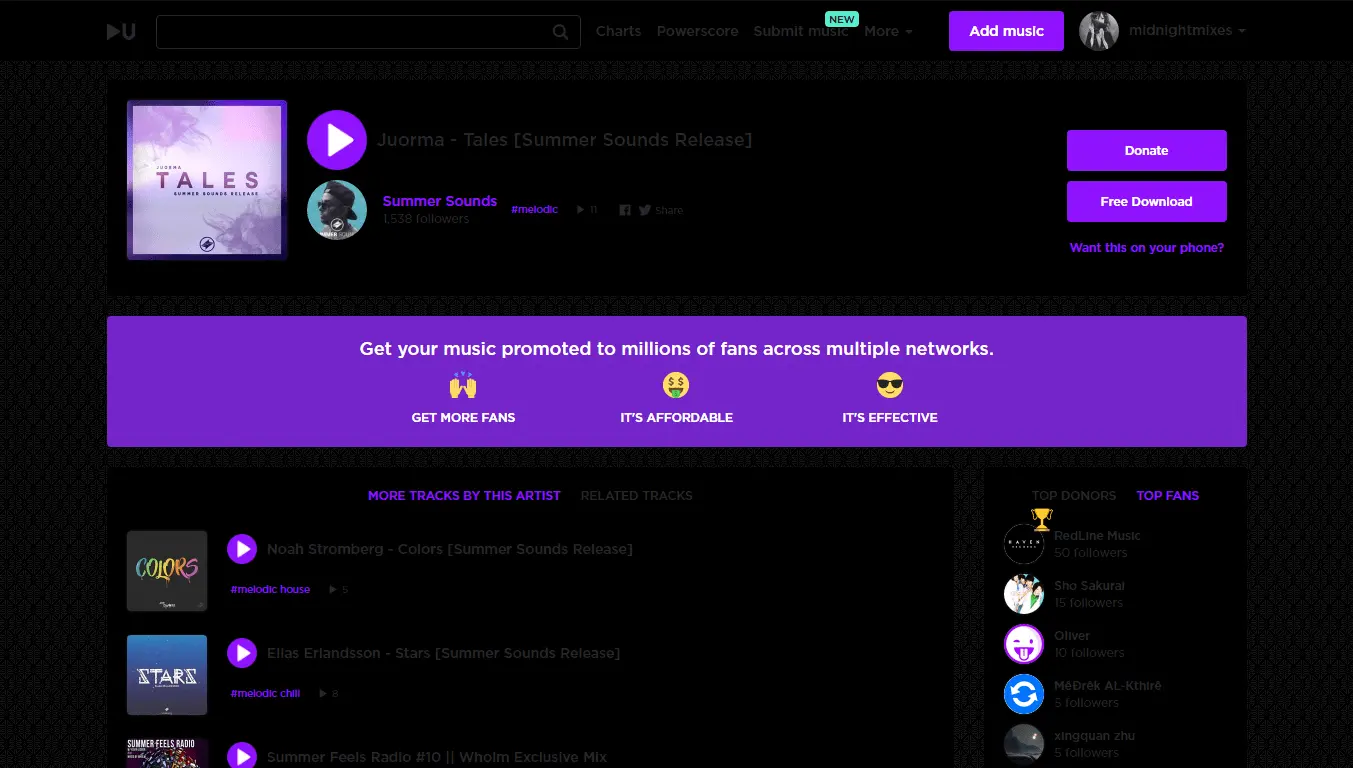 U
Charts Powerscore Submit music NEW More Add music midnightmixes
JUORMA
TALES
SUMMER SOUNDS RELEASE
Juorma - Tales [Summer Sounds Release]
Summer Sounds
1,538 followers
#melodic 11 Share
Donate
Free Download
Want this on your phone?
Get your music promoted to millions of fans across multiple networks.
GET MORE FANS IT'S AFFORDABLE IT'S EFFECTIVE
MORE TRACKS BY THIS ARTIST RELATED TRACKS
COLORS
Noah Stromberg - Colors [Summer Sounds Release]
#melodic house 5
STARS
Elias Erlandsson - Stars [Summer Sounds Release]
#melodic chill 8
SUMMER FEELS RADIO
Summer Feels Radio #10 || Wholm Exclusive Mix
TOP DONORS TOP FANS
HAVEN
RedLine Music
50 followers
Sho Sakurai
15 followers
Oliver
10 followers
MêĐrêk AL-Kthirê
5 followers
xingquan zhu
5 followers